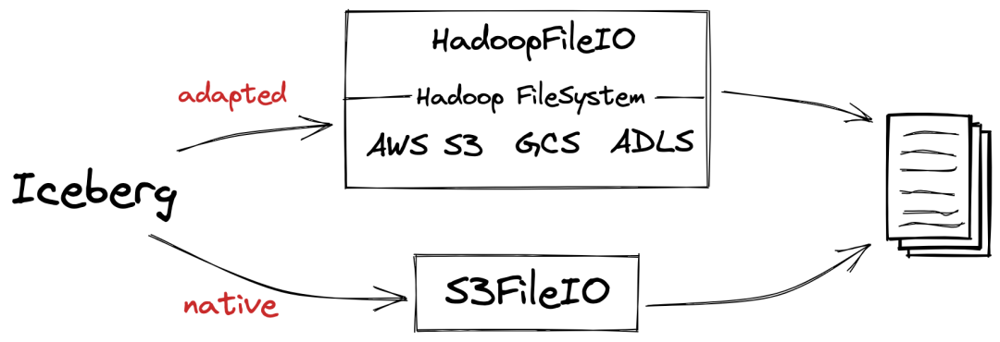 HadoopFileIO
adapted
Hadoop FileSystem
AWS S3 GCS ADLS
Iceberg
S3FileIO
native